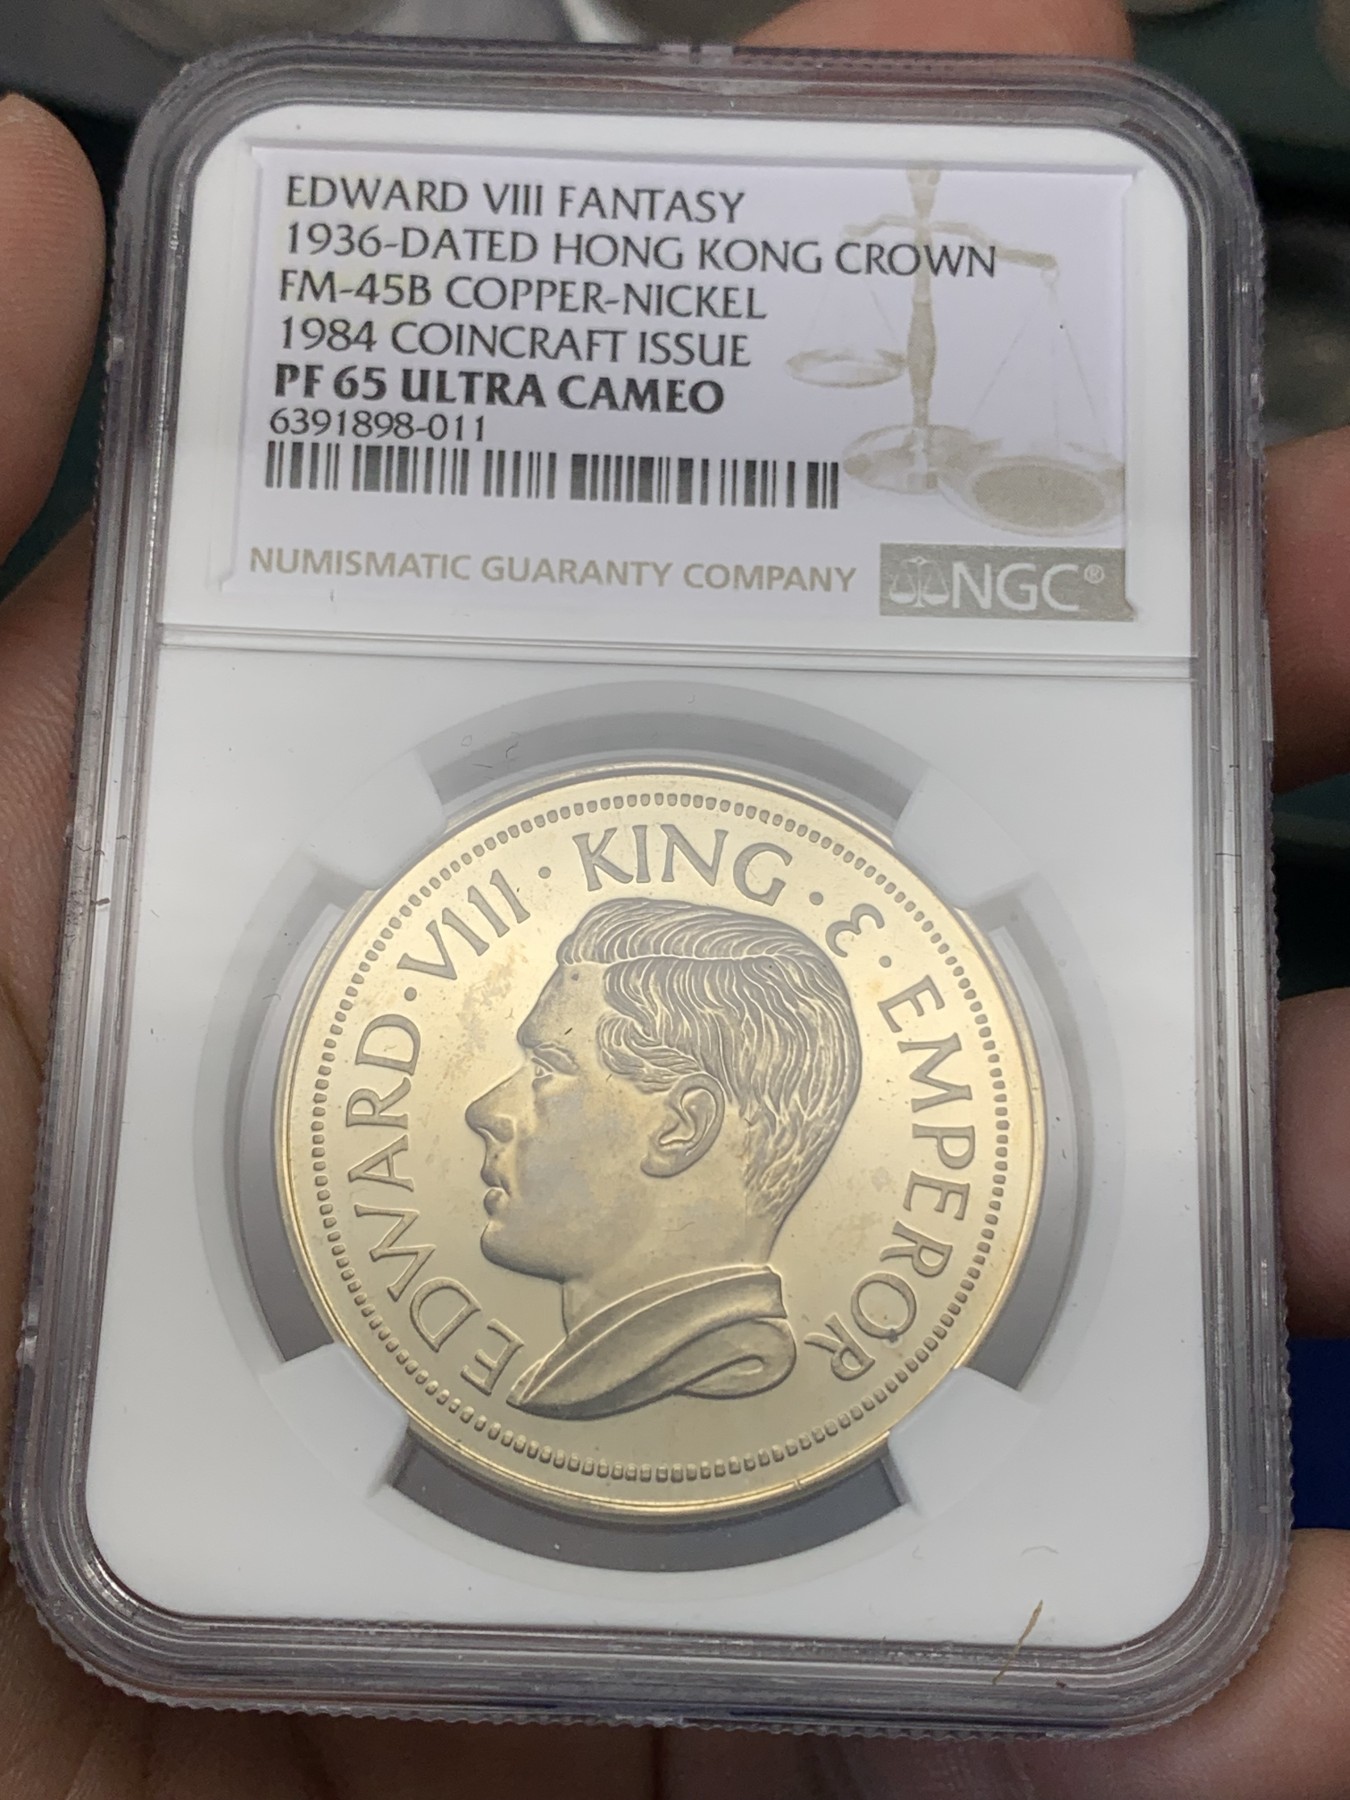 EDWARD VIII FANTASY
1936-DATED HONG KONG CROWN
FM-45B COPPER-NICKEL
1984 COINCRAFT ISSUE
PF 65 ULTRA CAMEO
6391898-011
NUMISMATIC GUARANTY COMPANY NGC®
EDWARD · VIII · KING · & · EMPEROR